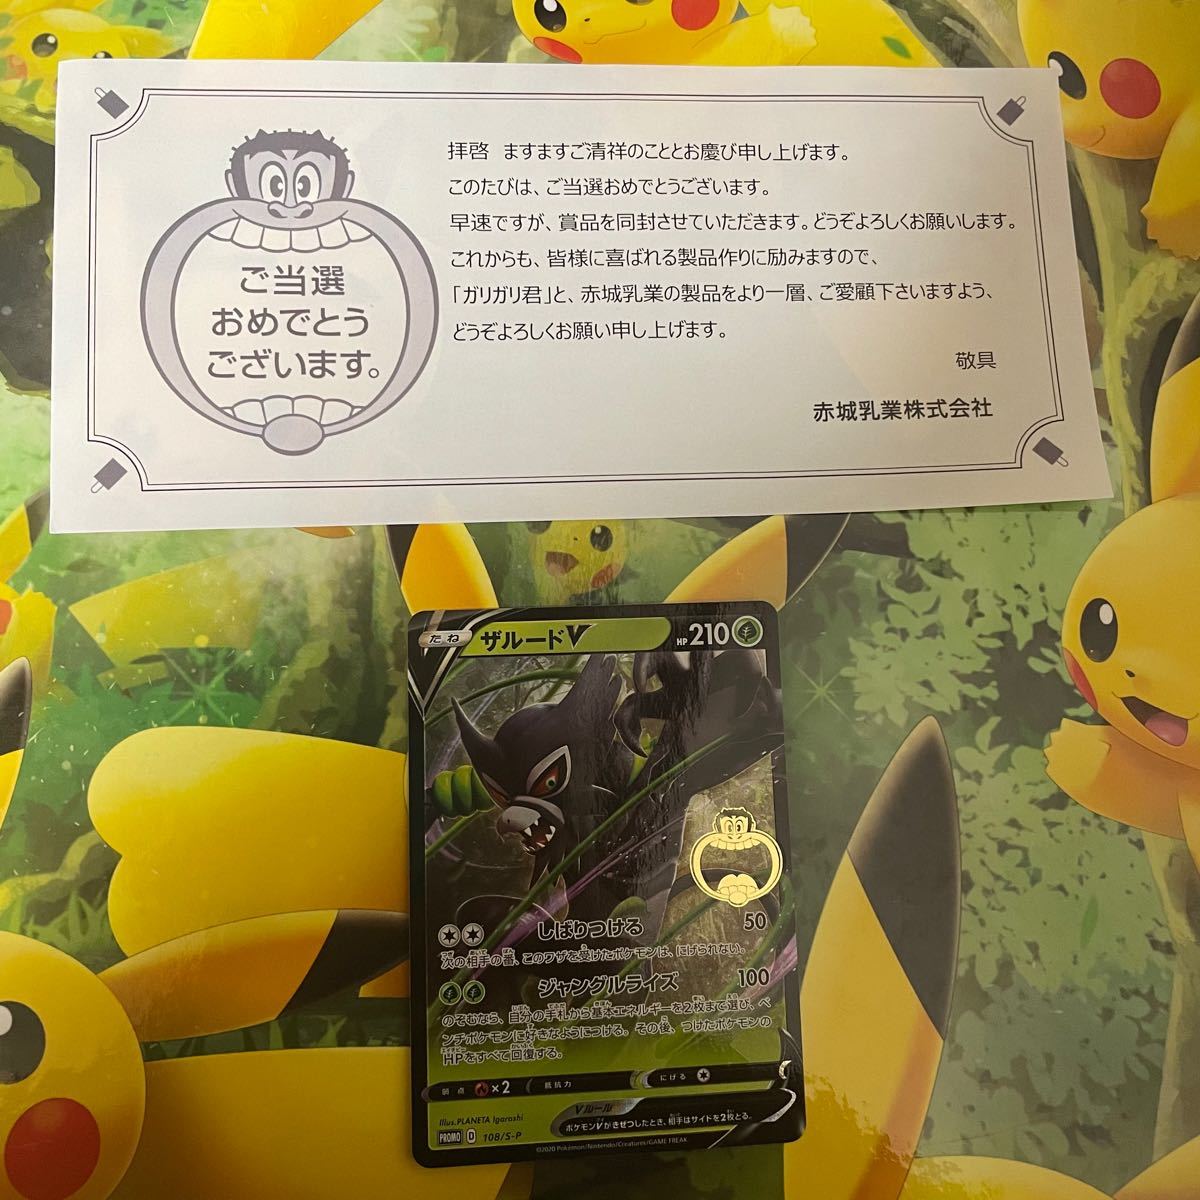 ご当選
おめでとう
ございます。
拝啓 ますますご清祥のこととお慶び申し上げます。
このたびは、ご当選おめでとうございます。
早速ですが、賞品を同封させていただきます。どうぞよろしくお願いします。
これからも、皆様に喜ばれる製品作りに励みますので、
「ガリガリ君」と、赤城乳業の製品をより一層、ご愛顧下さいますよう、
どうぞよろしくお願い申し上げます。
敬具
赤城乳業株式会社
たね ザルードV HP210
しばりつける 50
次の相手の番、このワザを受けたポケモンは、にげられない。
ジャングルライズ 100
のぞむなら、自分の手札から基本エネルギーを2枚まで選び、ベ
ンチポケモンに好きなようにつける。その後、つけたポケモンの
HPをすべて回復する。
弱点 ×2 抵抗力 にげる
Illus.PLANETA Igarashi
Vルール
PROMO D 108/S-P
ポケモンVがきぜつしたとき、相手はサイドを2枚とる。
©2020 Pokémon/Nintendo/Creatures/GAME FREAK